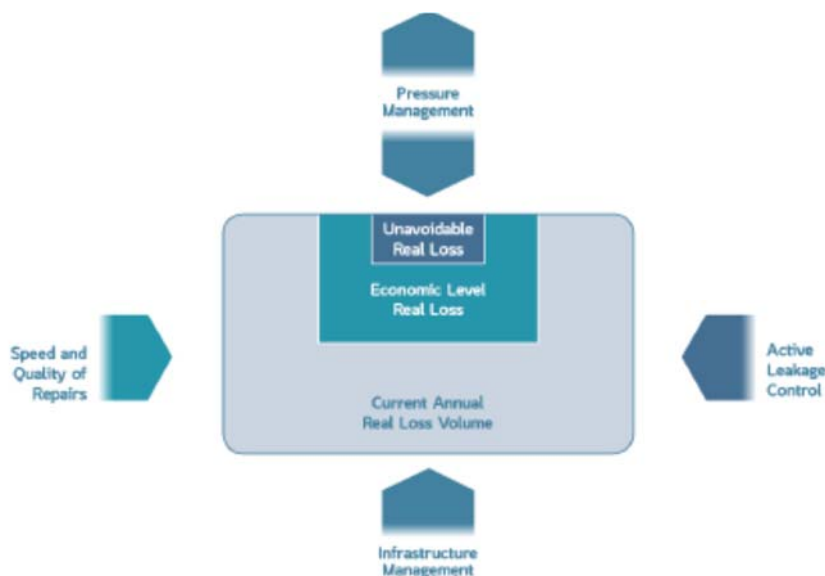 Pressure
Management
Unavoidable
Real Loss
Economic Level
Real Loss
Speed and
Quality of
Repairs
Active
Leakage
Control
Current Annual
Real Loss Volume
Infrastructure
Management